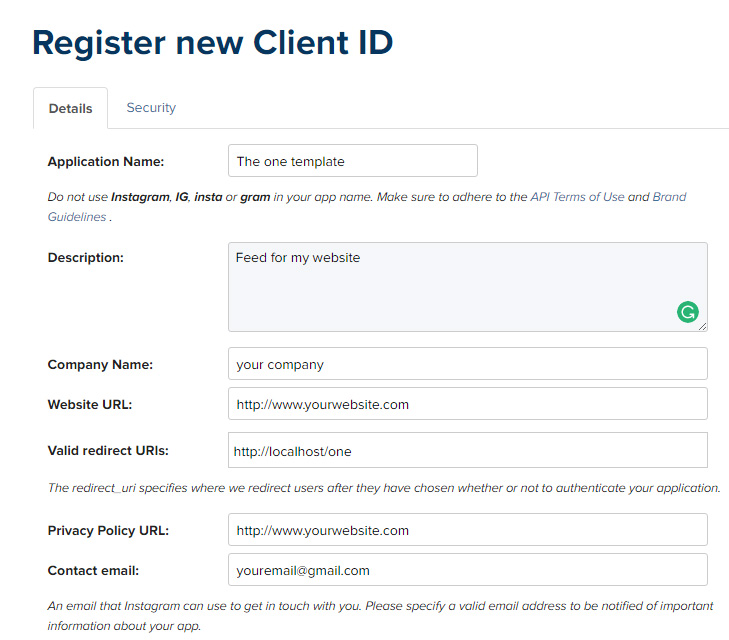 Register new Client ID
Details Security
Application Name: The one template
Do not use Instagram, IG, insta or gram in your app name. Make sure to adhere to the API Terms of Use and Brand
Guidelines .
Description: Feed for my website
Company Name: your company
Website URL: http://www.yourwebsite.com
Valid redirect URIs: http://localhost/one
The redirect_uri specifies where we redirect users after they have chosen whether or not to authenticate your application.
Privacy Policy URL: http://www.yourwebsite.com
Contact email: youremail@gmail.com
An email that Instagram can use to get in touch with you. Please specify a valid email address to be notified of important
information about your app.